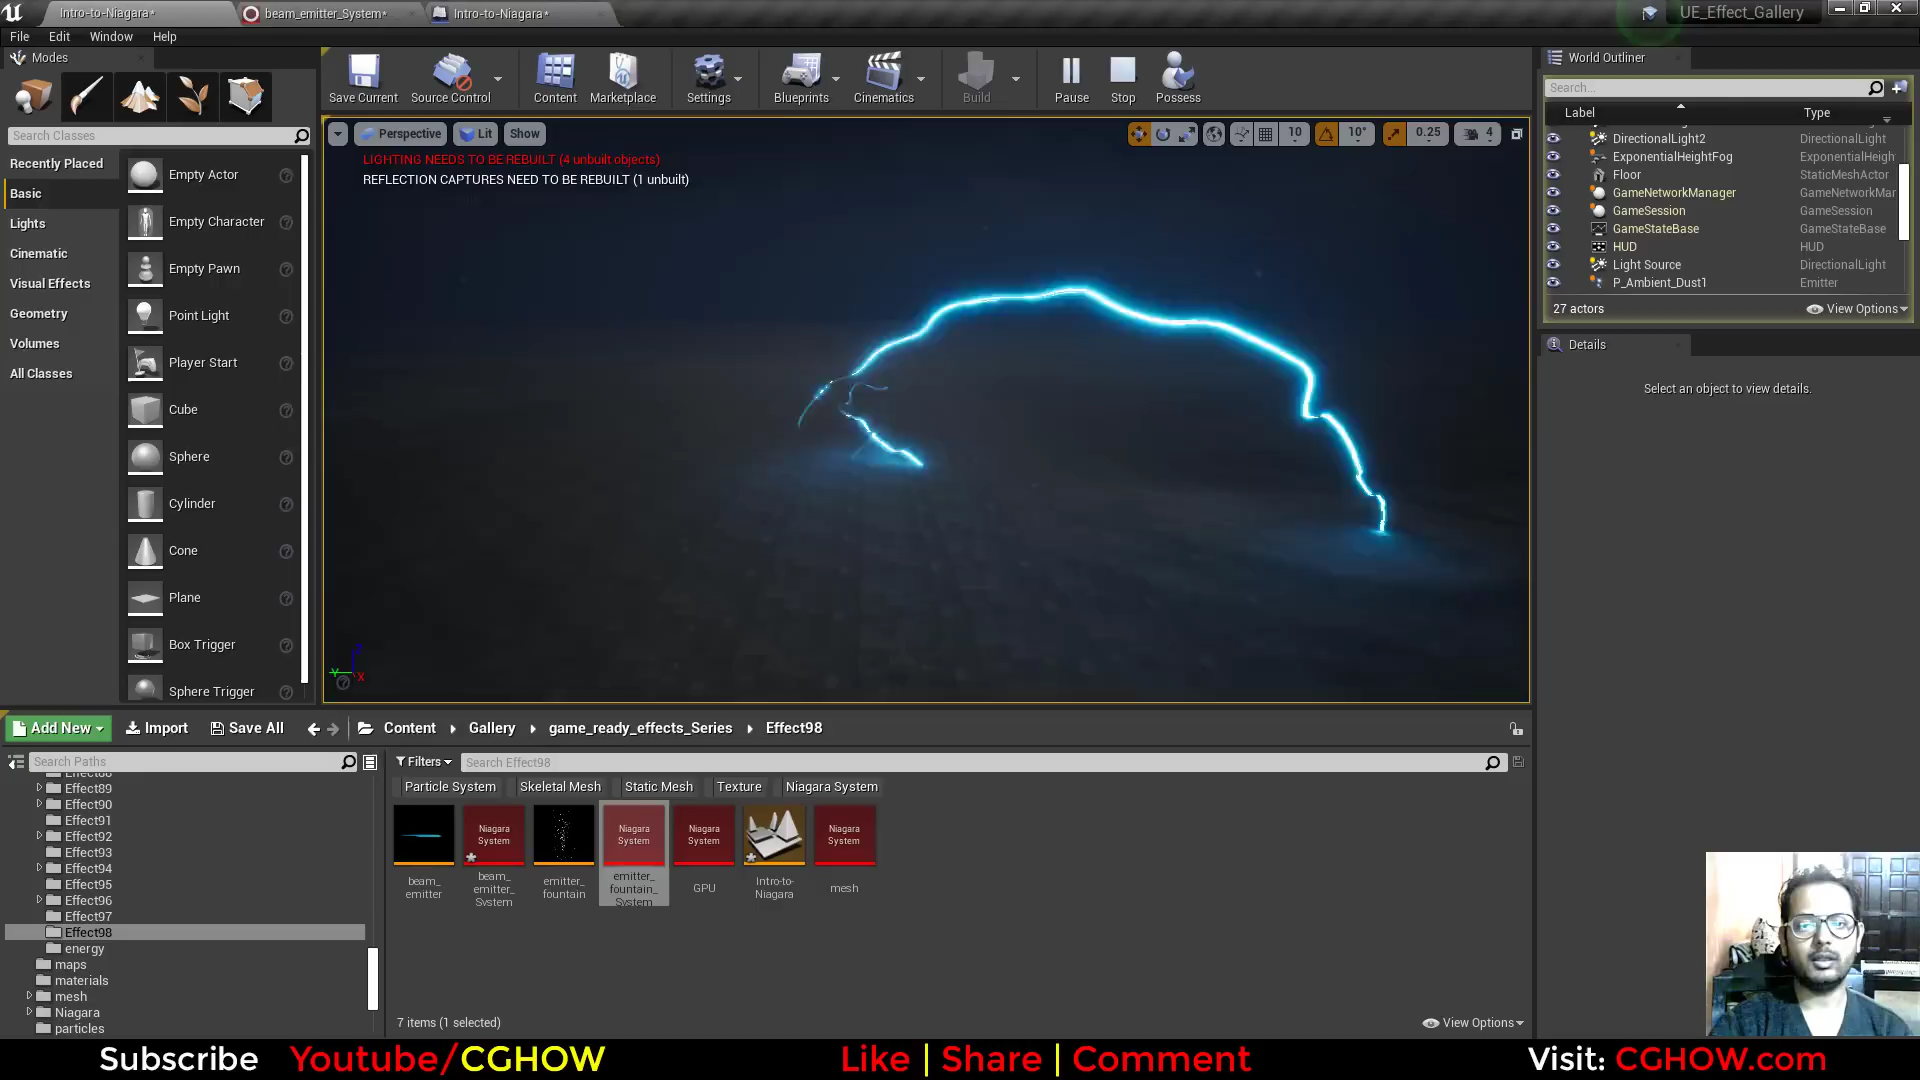 Intro-to-Niagara*
beam_emitter_System*
Intro-to-Niagara*
UE_Effect_Gallery
File
Edit
Window
Help
Modes
Search Classes
Recently Placed
Basic
Lights
Cinematic
Visual Effects
Geometry
Volumes
All Classes
Empty Actor
Empty Character
Empty Pawn
Point Light
Player Start
Cube
Sphere
Cylinder
Cone
Plane
Box Trigger
Sphere Trigger
Save Current
Source Control
Content
Marketplace
Settings
Blueprints
Cinematics
Build
Pause
Stop
Possess
Perspective
Lit
Show
10
10°
0.25
4
LIGHTING NEEDS TO BE REBUILT (4 unbuilt objects)
REFLECTION CAPTURES NEED TO BE REBUILT (1 unbuilt)
Y
Z
X
World Outliner
Search...
Label
Type
DirectionalLight2 DirectionalLight
ExponentialHeightFog ExponentialHeigh
Floor StaticMeshActor
GameNetworkManager GameNetworkMar
GameSession GameSession
GameStateBase GameStateBase
HUD HUD
Light Source DirectionalLight
P_Ambient_Dust1 Emitter
27 actors
View Options
Details
Select an object to view details.
Add New
Import
Save All
Content
Gallery
game_ready_effects_Series
Effect98
Search Paths
Effect88
Effect89
Effect90
Effect91
Effect92
Effect93
Effect94
Effect95
Effect96
Effect97
Effect98
energy
maps
materials
mesh
Niagara
particles
Filters
Search Effect98
Particle System
Skeletal Mesh
Static Mesh
Texture
Niagara System
Niagara
System
Niagara
System
Niagara
System
Niagara
System
beam_
emitter
beam_
emitter_
System
emitter_
fountain
emitter_
fountain_
System
GPU
Intro-to-
Niagara
mesh
7 items (1 selected)
View Options
Subscribe Youtube/CGHOW
Like | Share | Comment
Visit: CGHOW.com